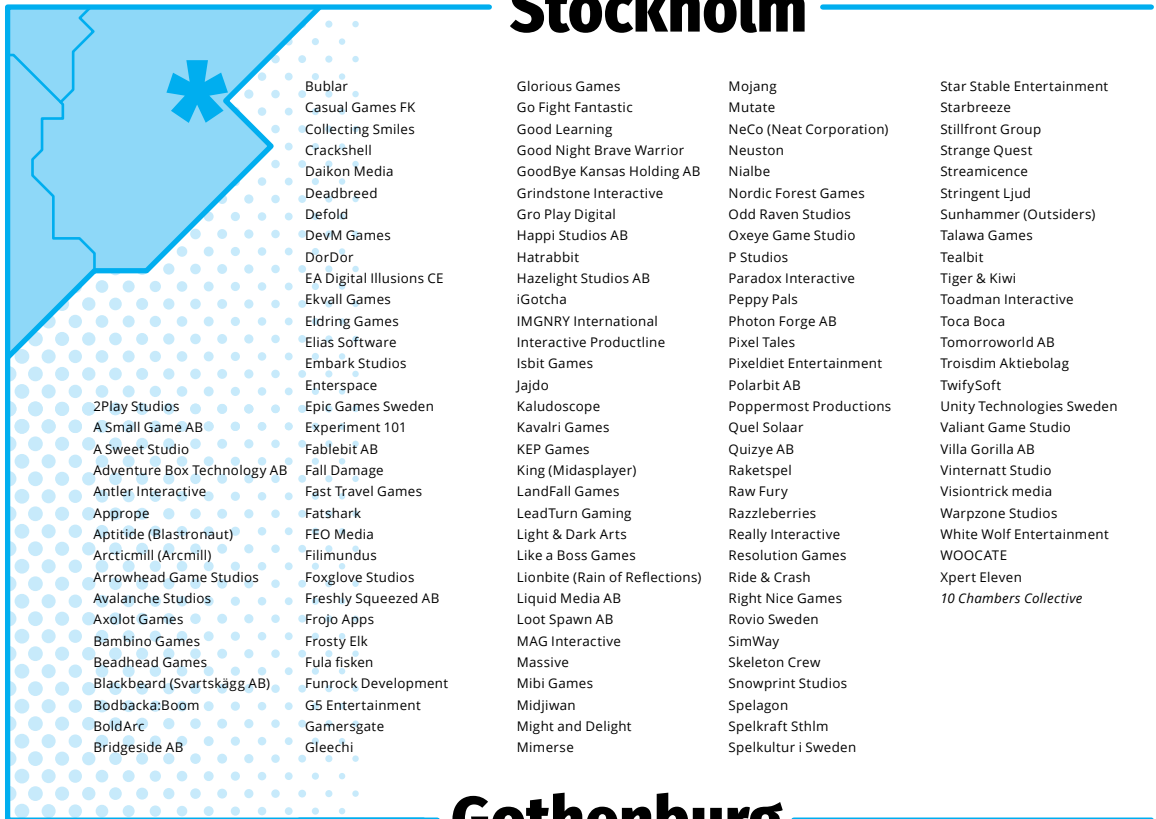 Stockholm
2Play Studios
A Small Game AB
A Sweet Studio
Adventure Box Technology AB
Antler Interactive
Apprope
Aptitide (Blastronaut)
Arcticmill (Arcmill)
Arrowhead Game Studios
Avalanche Studios
Axolot Games
Bambino Games
Beadhead Games
Blackbeard (Svartskägg AB)
Bodbacka:Boom
BoldArc
Bridgeside AB
Bublar
Casual Games FK
Collecting Smiles
Crackshell
Daikon Media
Deadbreed
Defold
DevM Games
DorDor
EA Digital Illusions CE
Ekvall Games
Eldring Games
Elias Software
Embark Studios
Enterspace
Epic Games Sweden
Experiment 101
Fablebit AB
Fall Damage
Fast Travel Games
Fatshark
FEO Media
Filimundus
Foxglove Studios
Freshly Squeezed AB
Frojo Apps
Frosty Elk
Fula fisken
Funrock Development
G5 Entertainment
Gamersgate
Gleechi
Glorious Games
Go Fight Fantastic
Good Learning
Good Night Brave Warrior
GoodBye Kansas Holding AB
Grindstone Interactive
Gro Play Digital
Happi Studios AB
Hatrabbit
Hazelight Studios AB
iGotcha
IMGNRY International
Interactive Productline
Isbit Games
Jajdo
Kaludoscope
Kavalri Games
KEP Games
King (Midasplayer)
LandFall Games
LeadTurn Gaming
Light & Dark Arts
Like a Boss Games
Lionbite (Rain of Reflections)
Liquid Media AB
Loot Spawn AB
MAG Interactive
Massive
Mibi Games
Midjiwan
Might and Delight
Mimerse
Mojang
Mutate
NeCo (Neat Corporation)
Neuston
Nialbe
Nordic Forest Games
Odd Raven Studios
Oxeye Game Studio
P Studios
Paradox Interactive
Peppy Pals
Photon Forge AB
Pixel Tales
Pixeldiet Entertainment
Polarbit AB
Poppermost Productions
Quel Solaar
Quizye AB
Raketspel
Raw Fury
Razzleberries
Really Interactive
Resolution Games
Ride & Crash
Right Nice Games
Rovio Sweden
SimWay
Skeleton Crew
Snowprint Studios
Spelagon
Spelkraft Sthlm
Spelkultur i Sweden
Star Stable Entertainment
Starbreeze
Stillfront Group
Strange Quest
Streamicence
Stringent Ljud
Sunhammer (Outsiders)
Talawa Games
Tealbit
Tiger & Kiwi
Toadman Interactive
Toca Boca
Tomorroworld AB
Troisdim Aktiebolag
TwifySoft
Unity Technologies Sweden
Valiant Game Studio
Villa Gorilla AB
Vinternatt Studio
Visiontrick media
Warpzone Studios
White Wolf Entertainment
WOOCATE
Xpert Eleven
10 Chambers Collective
Gothenburg